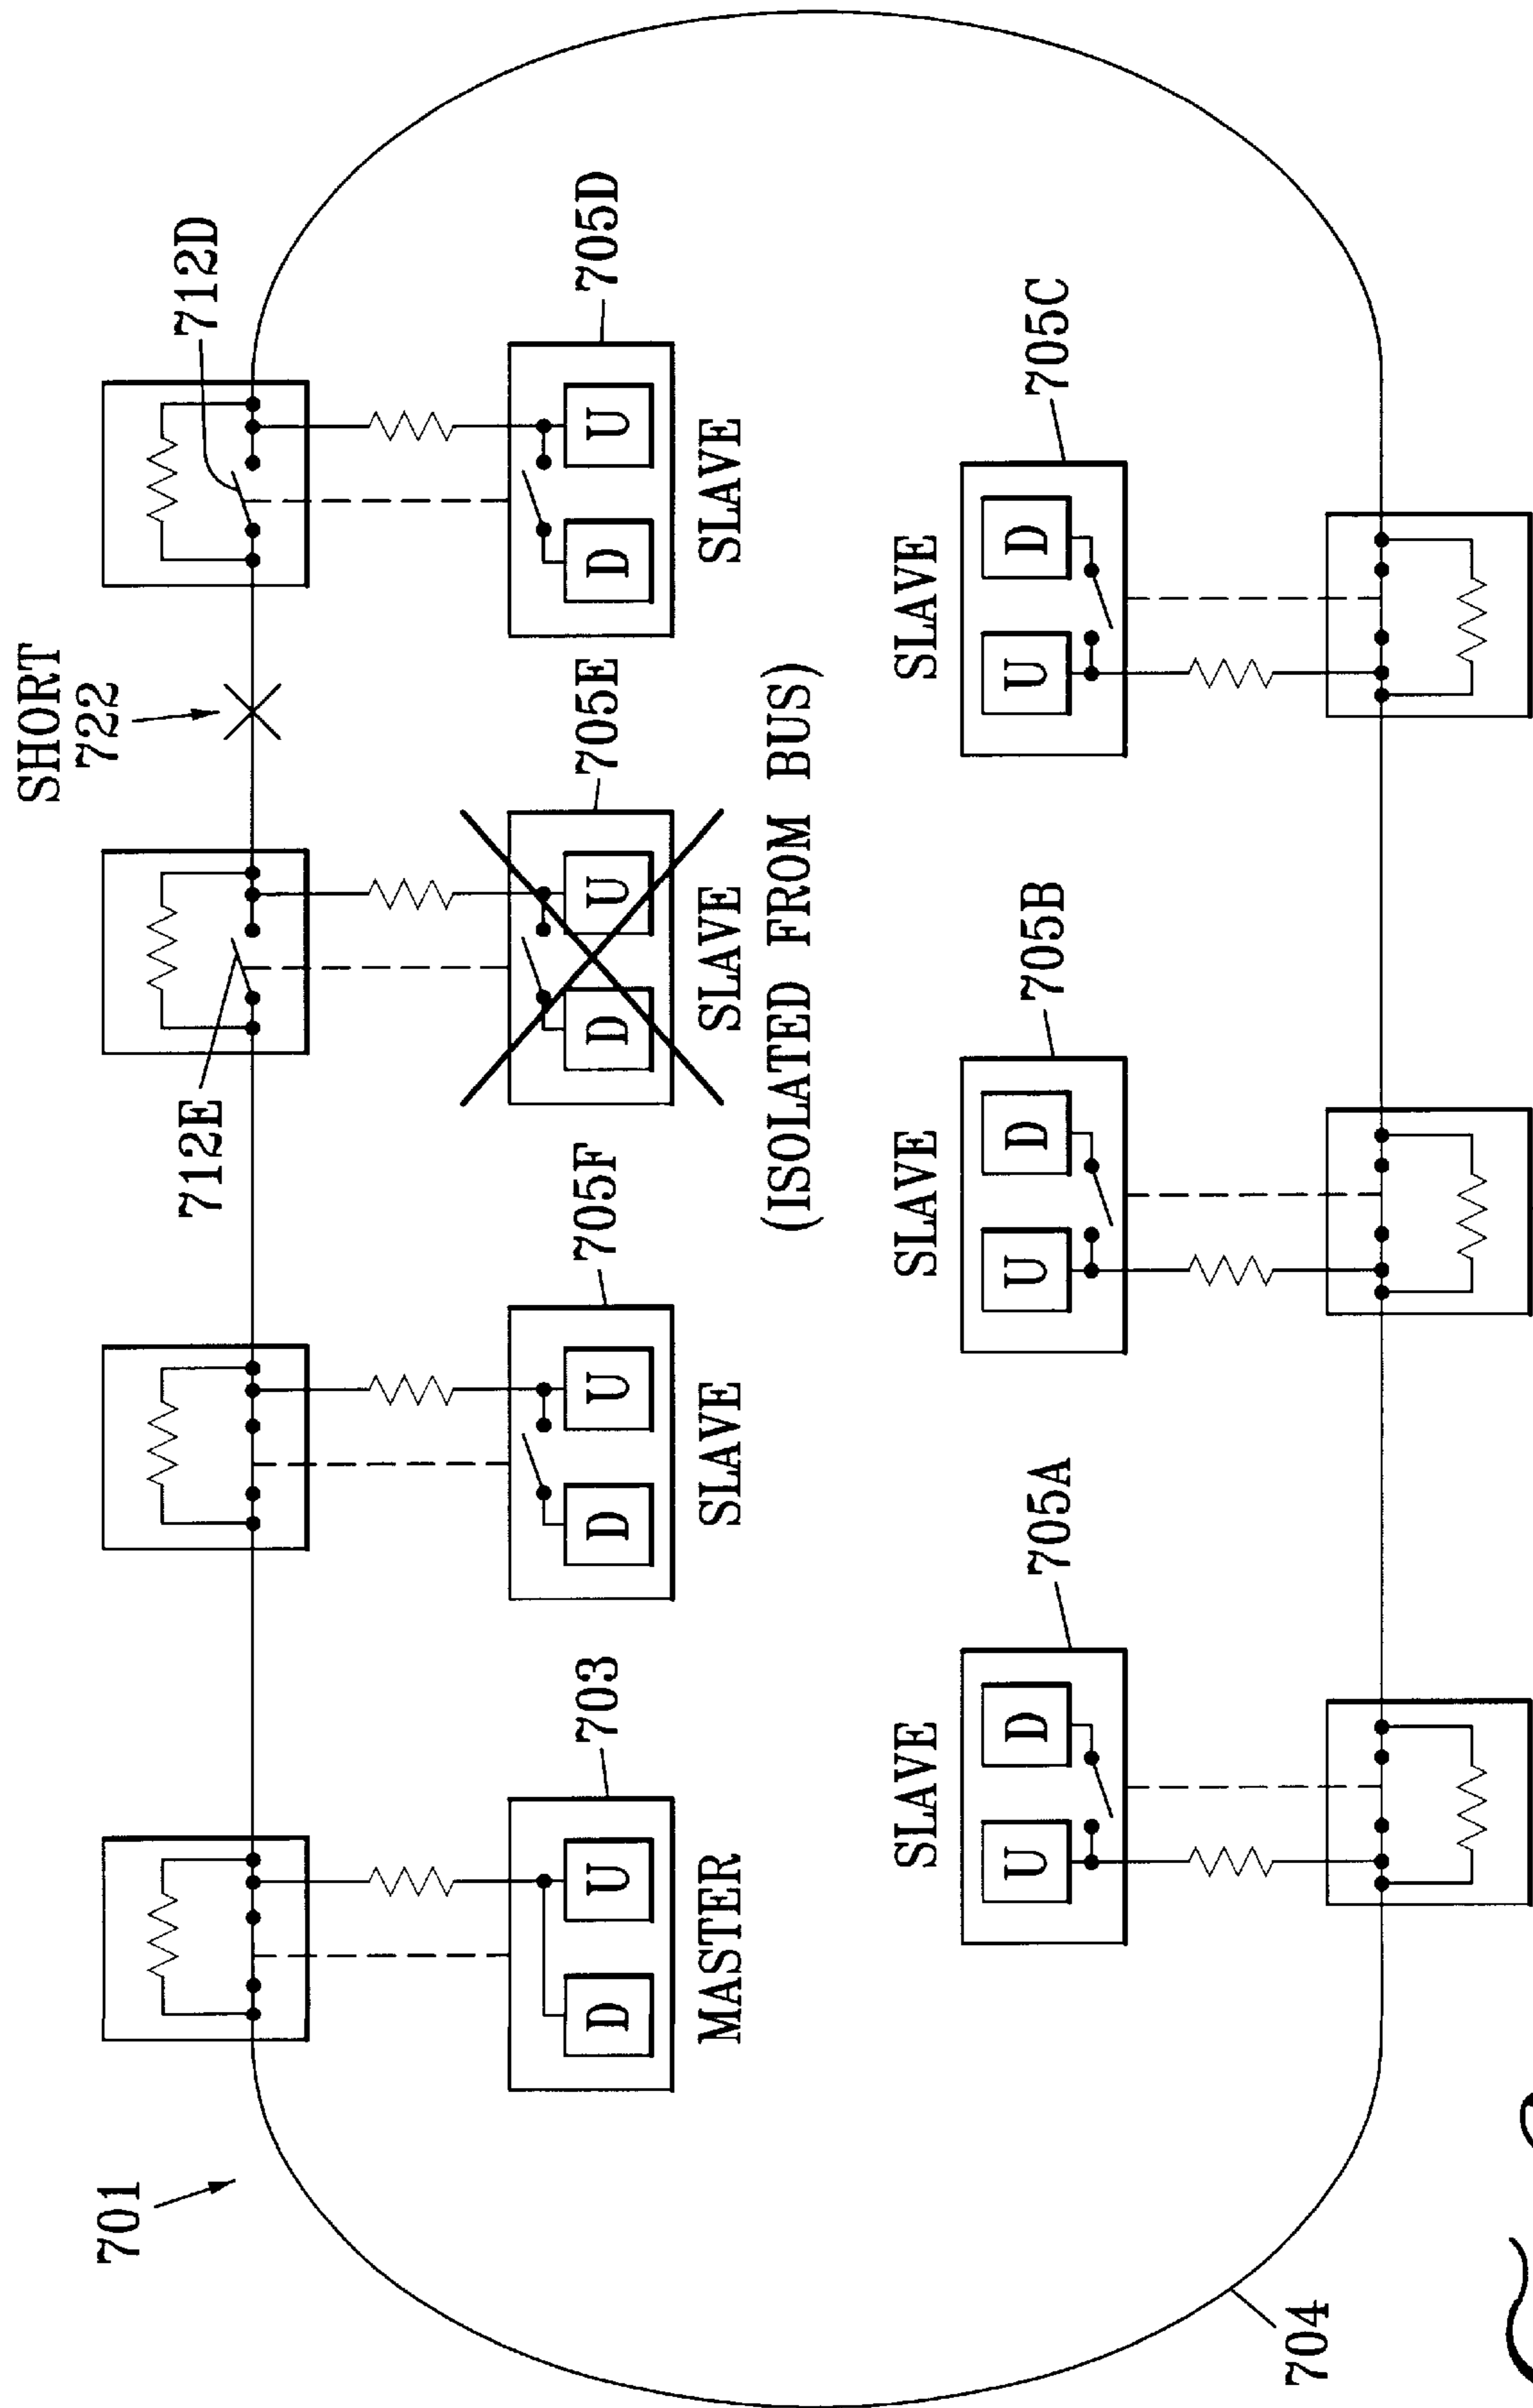 SHORT
722
701
712E
712D
703
705F
705E
705D
D U
D U
D U
D U
MASTER
SLAVE
SLAVE
SLAVE
(ISOLATED FROM BUS)
SLAVE
SLAVE
SLAVE
U D
U D
U D
705A
705B
705C
704